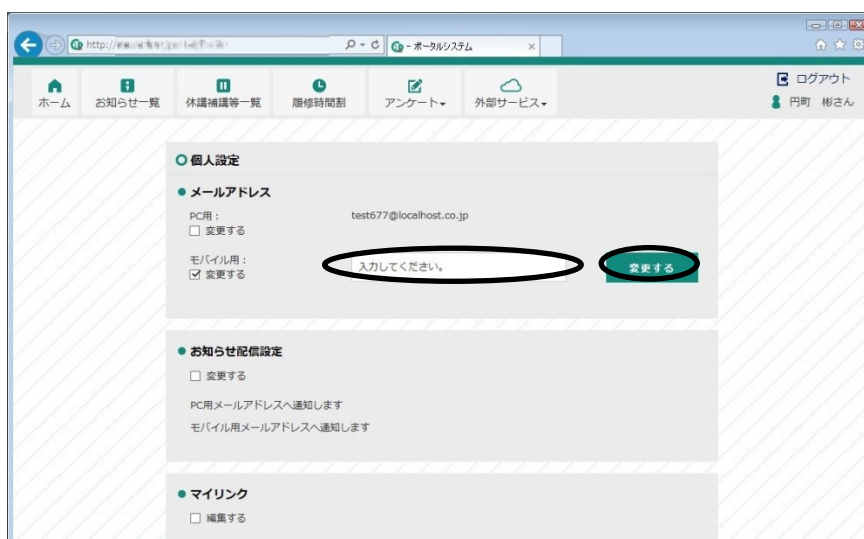 http://
- ポータルシステム
ホーム
お知らせ一覧
休講補講等一覧
履修時間割
アンケート
外部サービス
ログアウト
円町 彬さん
個人設定
メールアドレス
PC用：
test677@localhost.co.jp
変更する
モバイル用：
変更する
入力してください。
変更する
お知らせ配信設定
変更する
PC用メールアドレスへ通知します
モバイル用メールアドレスへ通知します
マイリンク
編集する